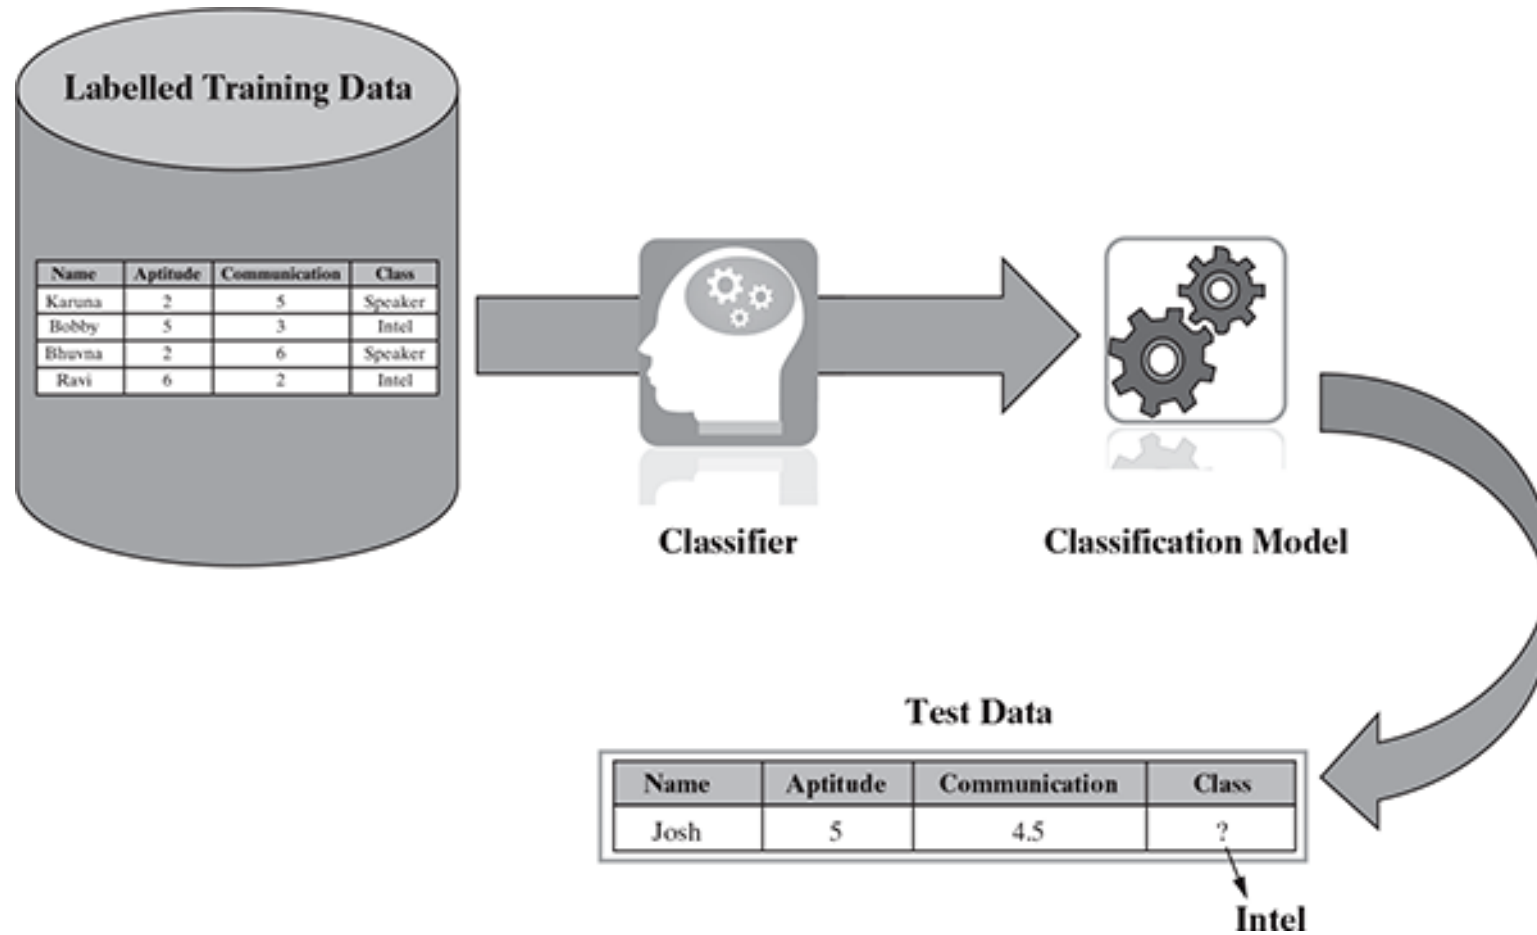 Labelled Training Data
Name Aptitude Communication Class
Karuna 2 5 Speaker
Bobby 5 3 Intel
Bhuvna 2 6 Speaker
Ravi 6 2 Intel
Classifier
Classification Model
Test Data
Name Aptitude Communication Class
Josh 5 4.5 ?
Intel